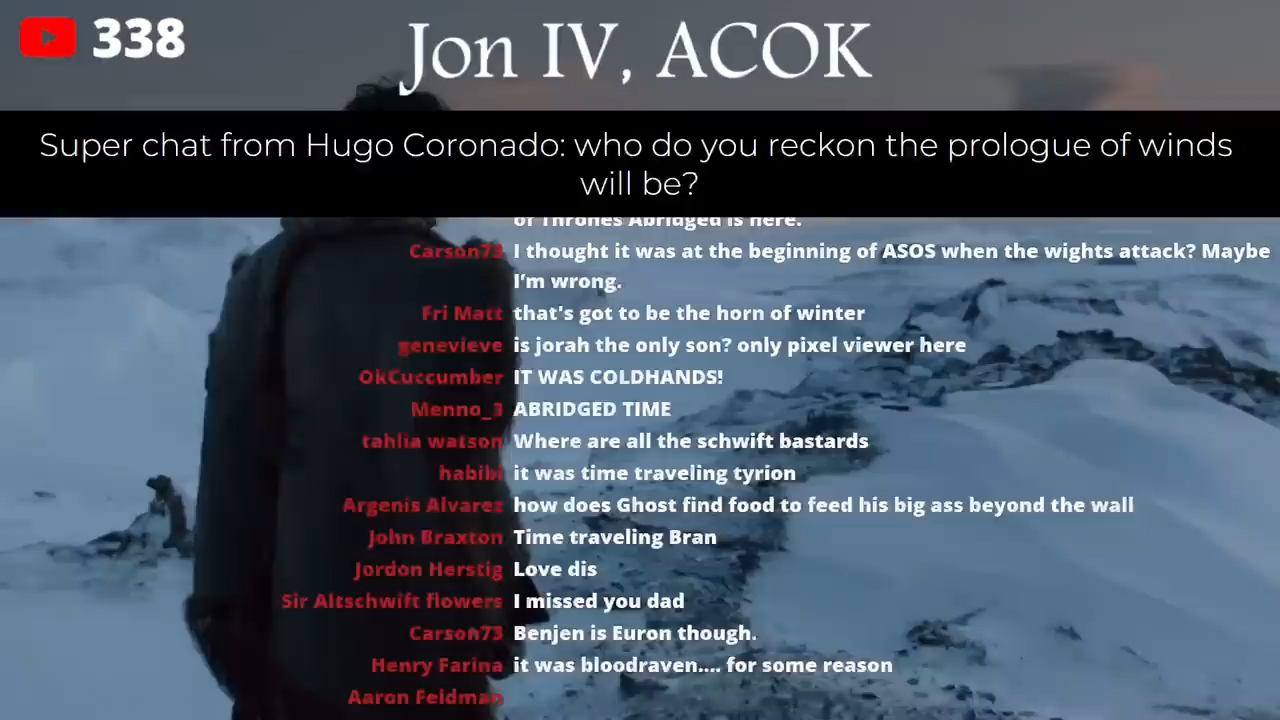 338
Jon IV, ACOK
Super chat from Hugo Coronado: who do you reckon the prologue of winds
will be?
of Thrones Abridged is here.
Carson73 I thought it was at the beginning of ASOS when the wights attack? Maybe
I'm wrong.
Fri Matt that's got to be the horn of winter
genevieve is jorah the only son? only pixel viewer here
OkCuccumber IT WAS COLDHANDS!
Menno_3 ABRIDGED TIME
tahlia watson Where are all the schwift bastards
habibi it was time traveling tyrion
Argenis Alvarez how does Ghost find food to feed his big ass beyond the wall
John Braxton Time traveling Bran
Jordon Herstig Love dis
Sir Altschwift flowers I missed you dad
Carson73 Benjen is Euron though.
Henry Farina it was bloodraven.... for some reason
Aaron Feldman